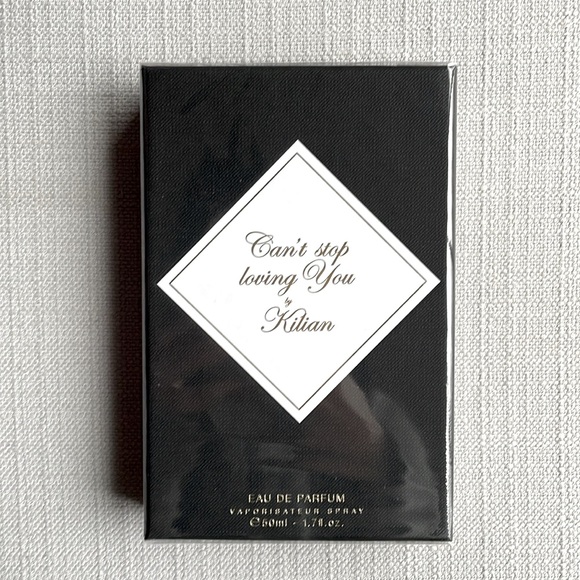 Can't stop
loving You
by
Kilian
EAU DE PARFUM
VAPORISATEUR SPRAY
℮50ml - 1.7fl.oz.